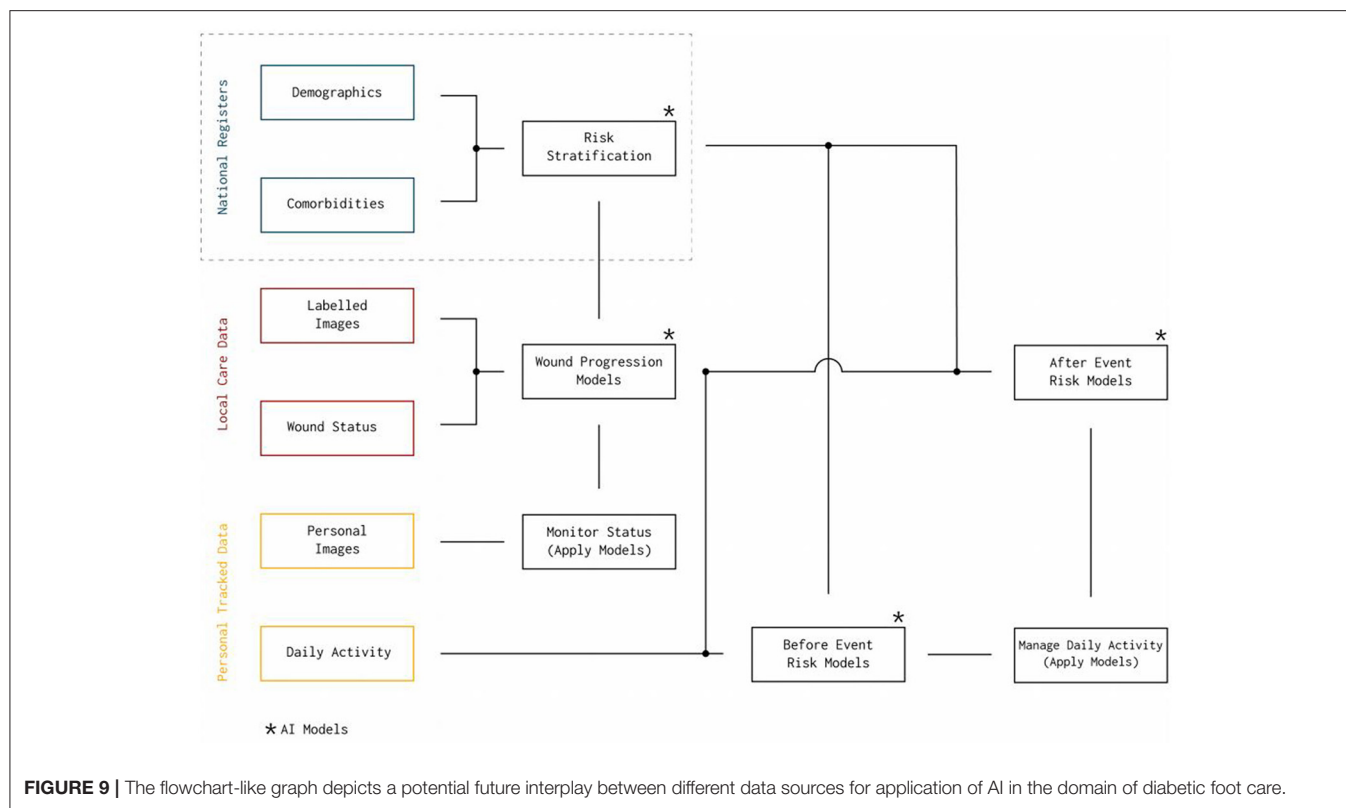 National Registers
Demographics
Comorbidities
*
Risk
Stratification
Local Care Data
Labelled
Images
Wound Status
*
Wound Progression
Models
*
After Event
Risk Models
Personal Tracked Data
Personal
Images
Monitor Status
(Apply Models)
Daily Activity
*
Before Event
Risk Models
Manage Daily Activity
(Apply Models)
* AI Models
FIGURE 9 | The flowchart-like graph depicts a potential future interplay between different data sources for application of AI in the domain of diabetic foot care.